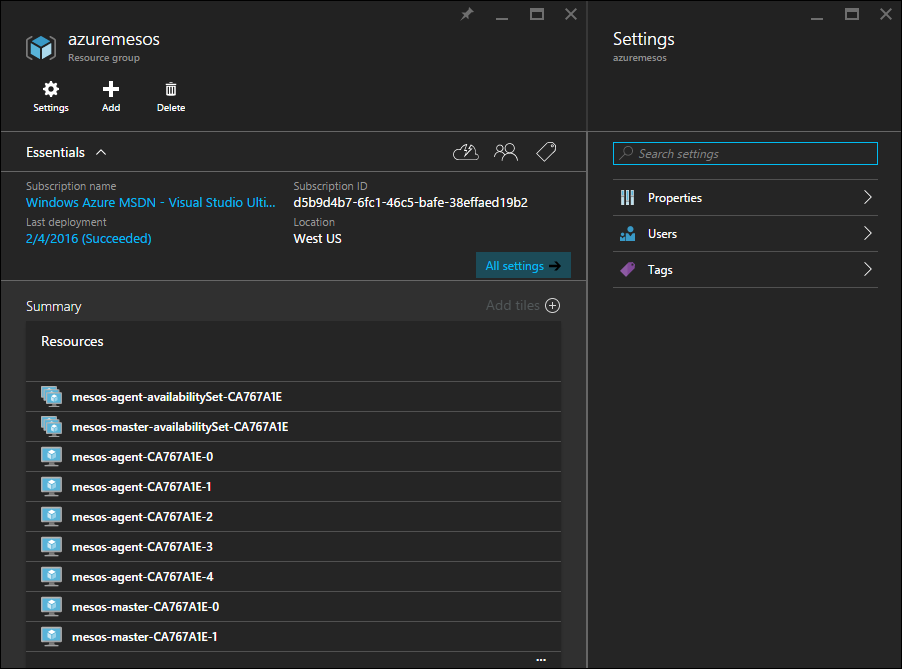 azuremesos
Resource group
Settings
Add
Delete
Essentials
Subscription name
Windows Azure MSDN - Visual Studio Ulti...
Subscription ID
d5b9d4b7-6fc1-46c5-bafe-38effaed19b2
Last deployment
2/4/2016 (Succeeded)
Location
West US
All settings
Summary
Add tiles
Resources
mesos-agent-availabilitySet-CA767A1E
mesos-master-availabilitySet-CA767A1E
mesos-agent-CA767A1E-0
mesos-agent-CA767A1E-1
mesos-agent-CA767A1E-2
mesos-agent-CA767A1E-3
mesos-agent-CA767A1E-4
mesos-master-CA767A1E-0
mesos-master-CA767A1E-1
...
Settings
azuremesos
Search settings
Properties
Users
Tags